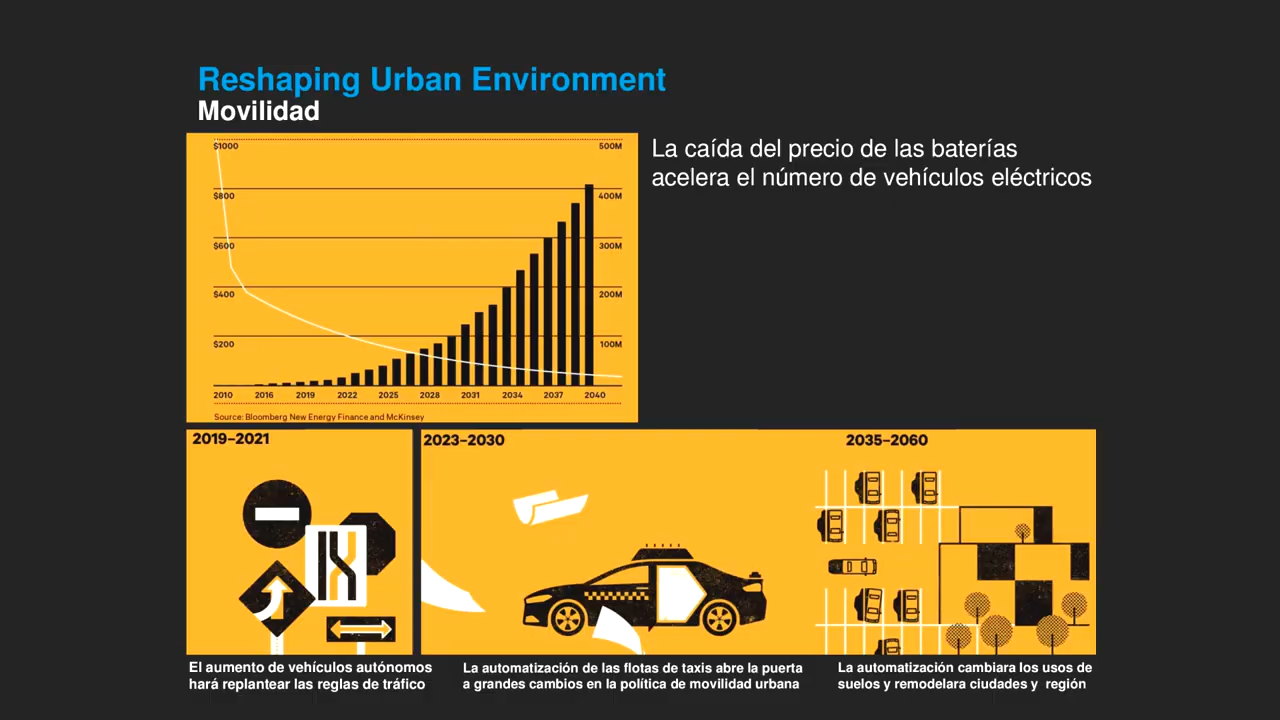 Reshaping Urban Environment
Movilidad
La caída del precio de las baterías
acelera el número de vehículos eléctricos
$1000 500M
$800 400M
$600 300M
$400 200M
$200 100M
2010 2016 2019 2022 2025 2028 2031 2034 2037 2040
Source: Bloomberg New Energy Finance and McKinsey
2019–2021
2023–2030
2035–2060
El aumento de vehículos autónomos
hará replantear las reglas de tráfico
La automatización de las flotas de taxis abre la puerta
a grandes cambios en la política de movilidad urbana
La automatización cambiara los usos de
suelos y remodelara ciudades y región